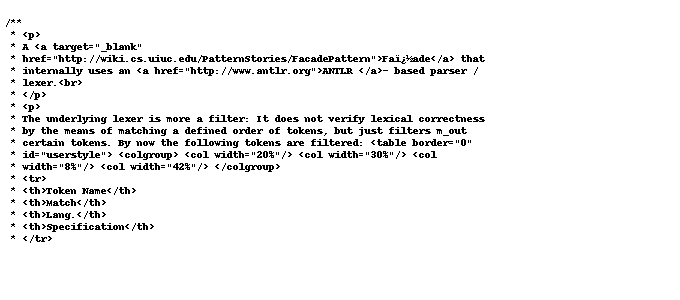 /**
* <p>
* A <a target="_blank"
* href="http://wiki.cs.uiuc.edu/PatternStories/FacadePattern">Faï¿½ade</a> that
* internally uses an <a href="http://www.antlr.org">ANTLR </a>- based parser /
* lexer.<br>
* </p>
* <p>
* The underlying lexer is more a filter: It does not verify lexical correctness
* by the means of matching a defined order of tokens, but just filters m_out
* certain tokens. By now the following tokens are filtered: <table border="0"
* id="userstyle"> <colgroup> <col width="20%"/> <col width="30%"/> <col
* width="8%"/> <col width="42%"/> </colgroup>
* <tr>
* <th>Token Name</th>
* <th>Match</th>
* <th>Lang.</th>
* <th>Specification</th>
* </tr>